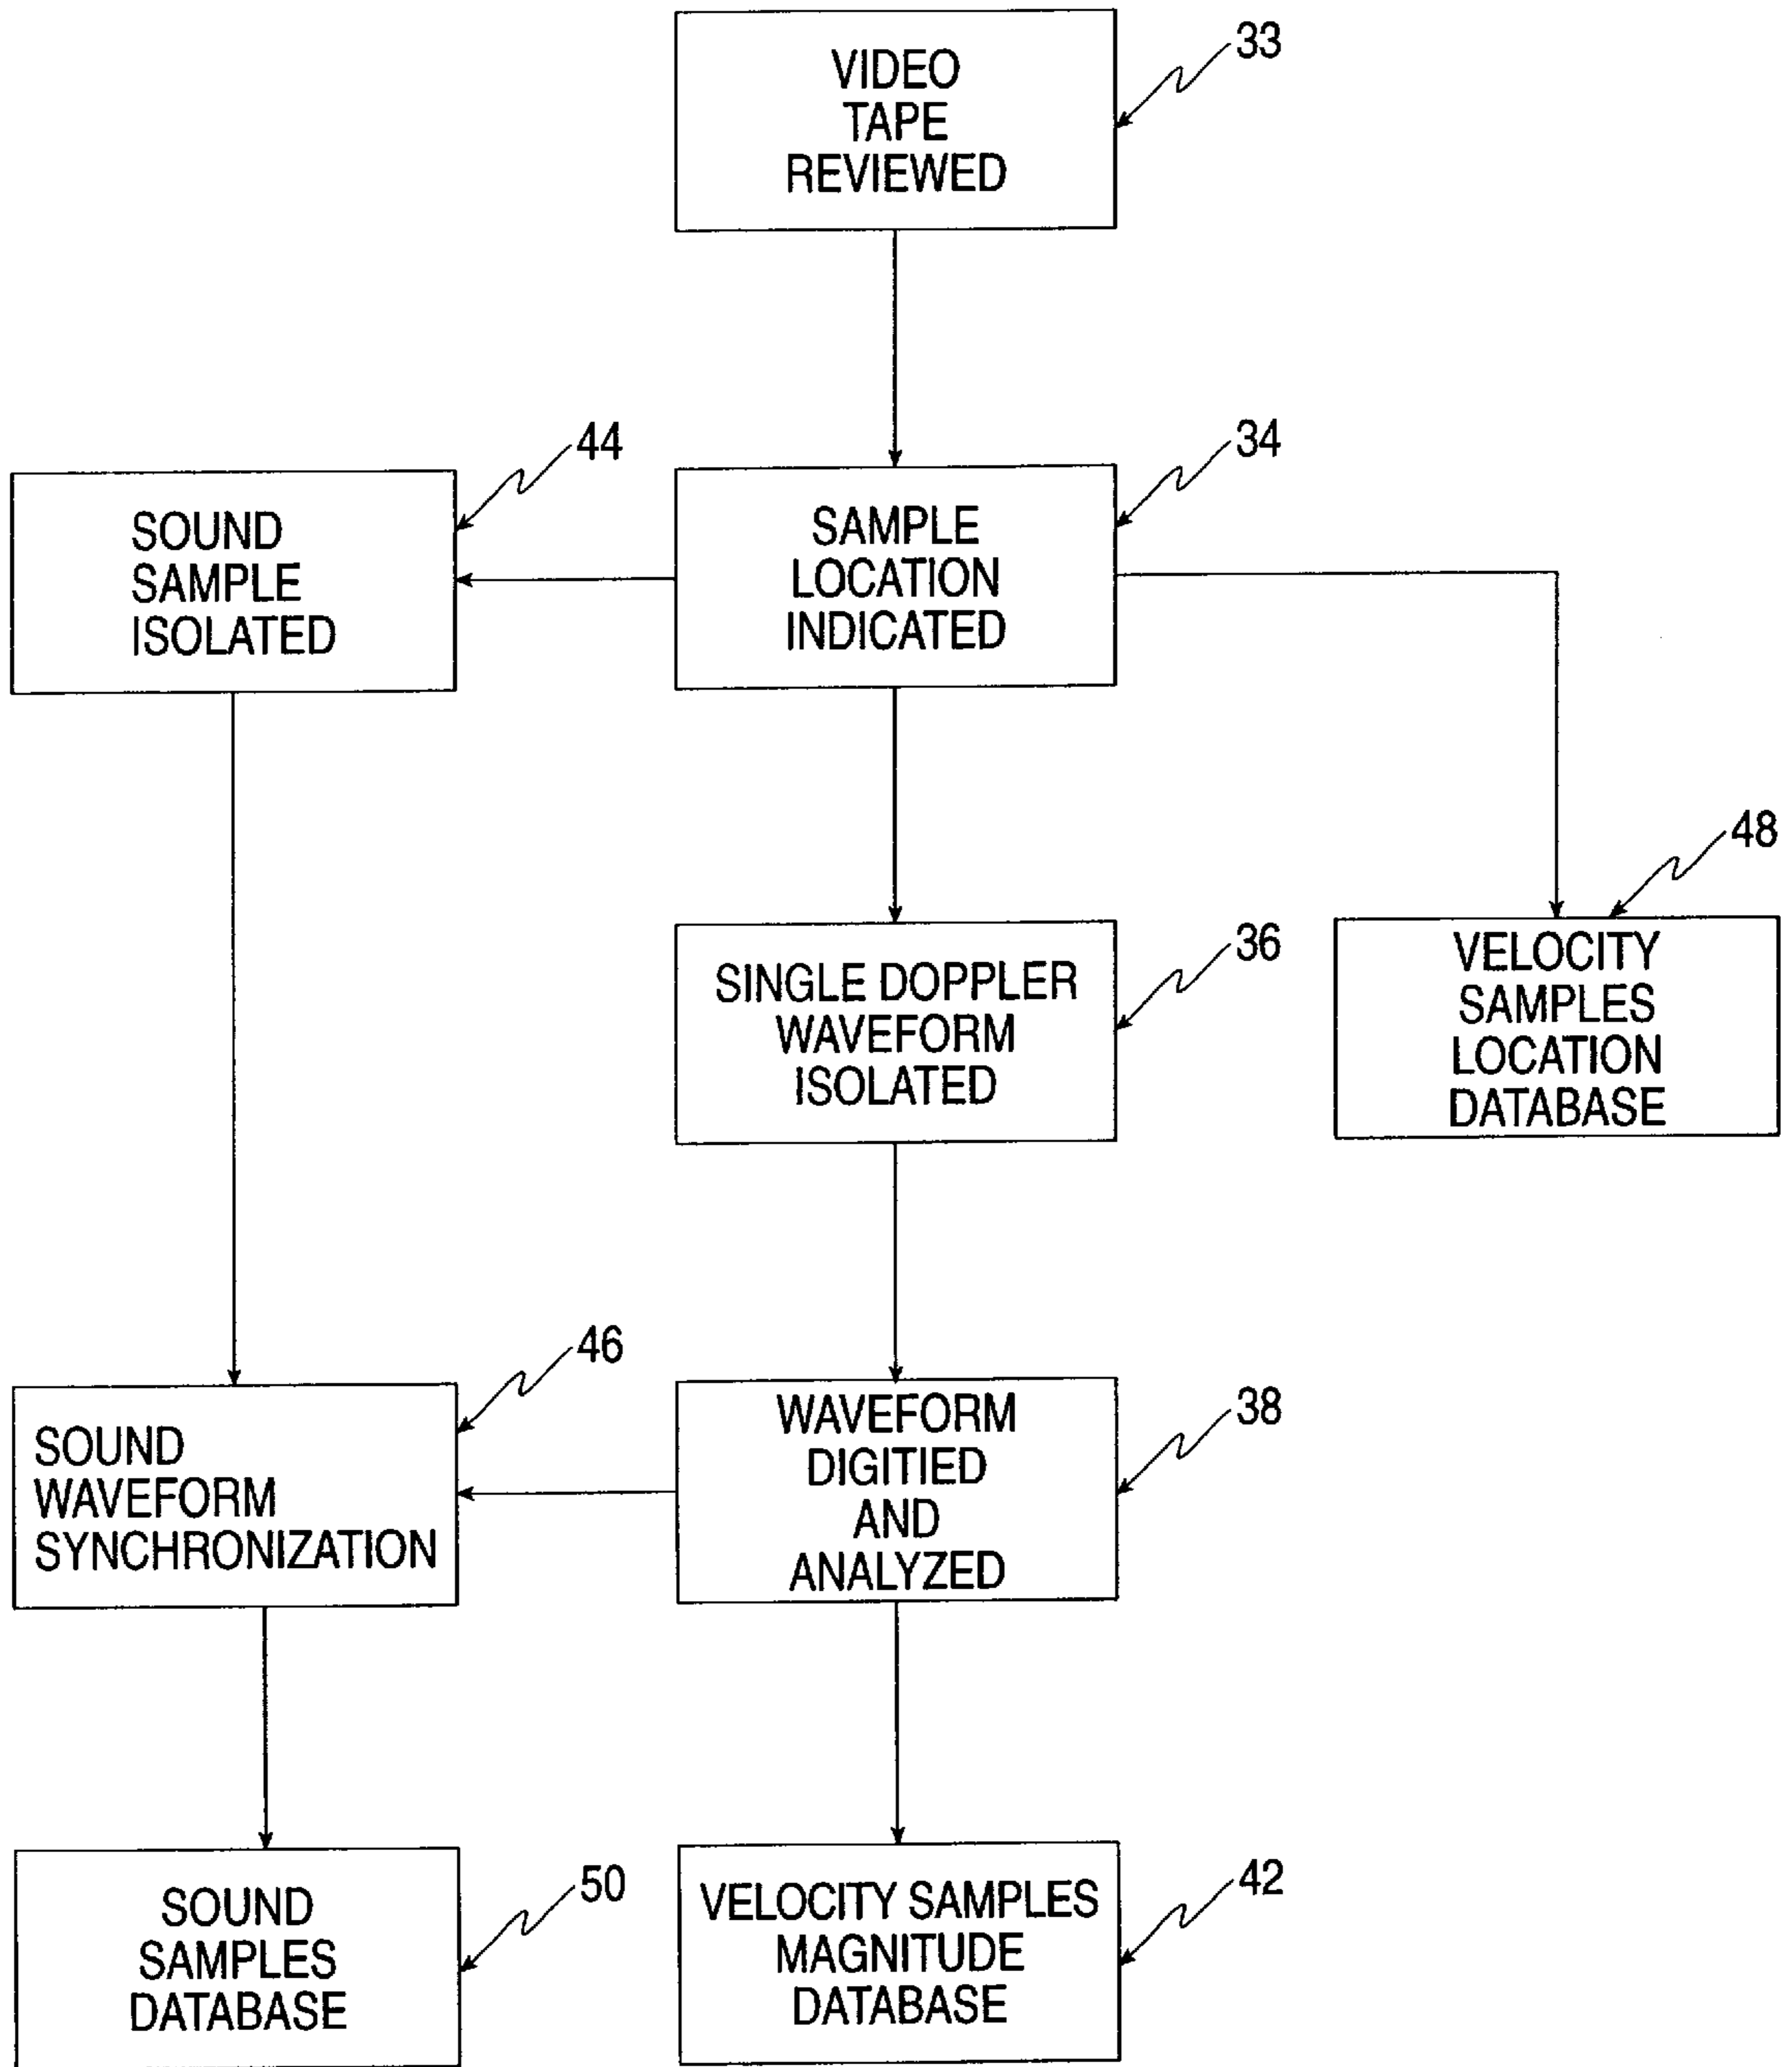 VIDEO
TAPE
REVIEWED
33
44
SOUND
SAMPLE
ISOLATED
34
SAMPLE
LOCATION
INDICATED
36
SINGLE DOPPLER
WAVEFORM
ISOLATED
48
VELOCITY
SAMPLES
LOCATION
DATABASE
46
SOUND
WAVEFORM
SYNCHRONIZATION
38
WAVEFORM
DIGITIED
AND
ANALYZED
50
SOUND
SAMPLES
DATABASE
42
VELOCITY SAMPLES
MAGNITUDE
DATABASE